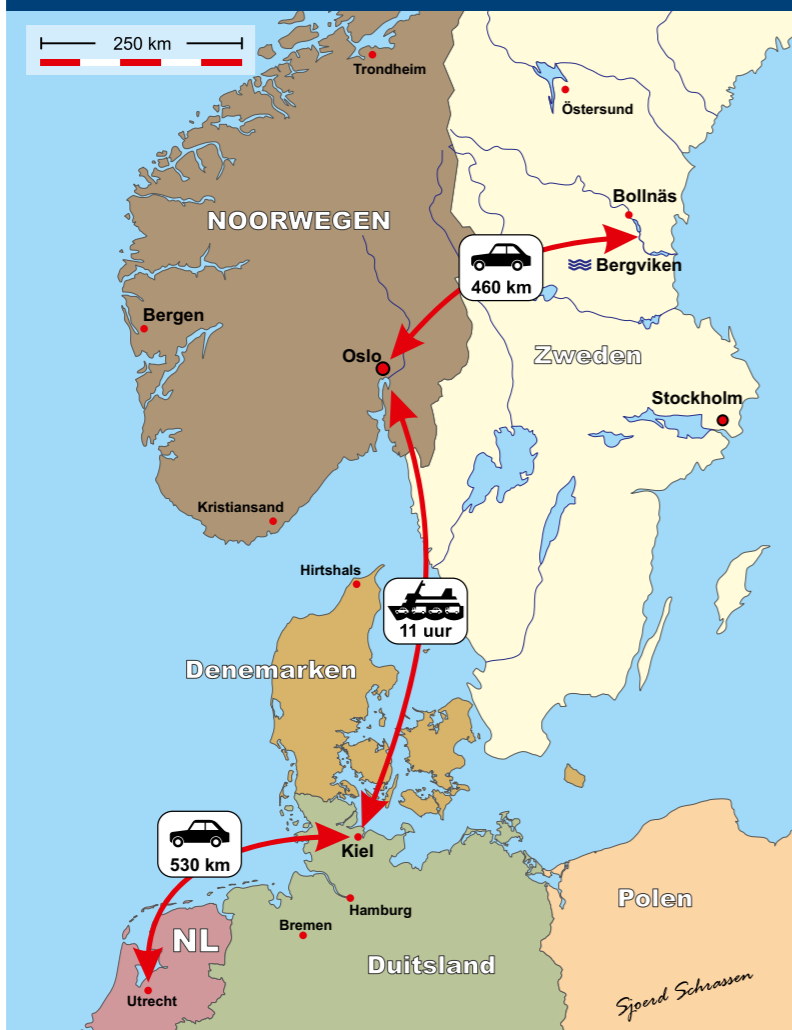 250 km
Trondheim
Östersund
Bollnäs
NOORWEGEN
460 km
Bergviken
Bergen
Oslo
Zweden
Stockholm
Kristiansand
Hirtshals
11 uur
Denemarken
530 km
Kiel
Polen
Hamburg
Bremen
NL
Duitsland
Utrecht
Sjoerd Schrassen